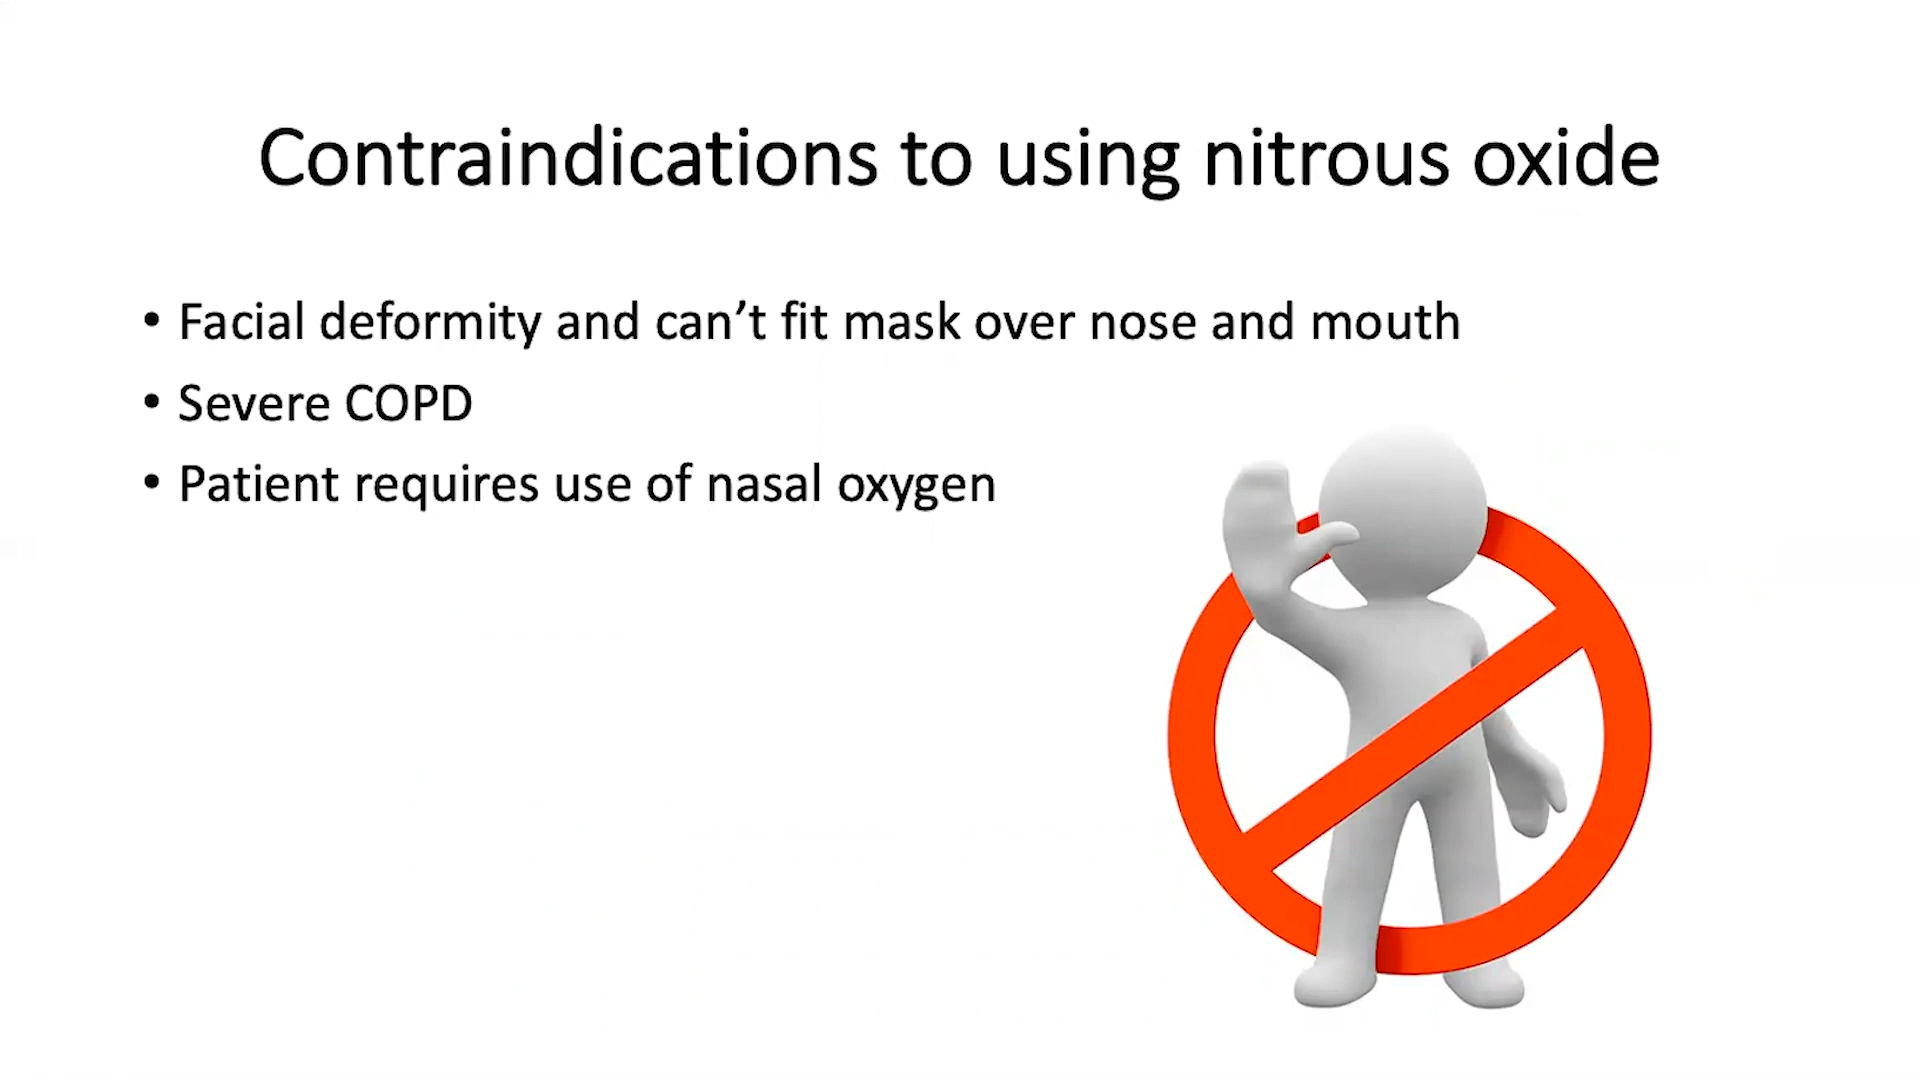 Contraindications to using nitrous oxide
• Facial deformity and can’t fit mask over nose and mouth
• Severe COPD
• Patient requires use of nasal oxygen